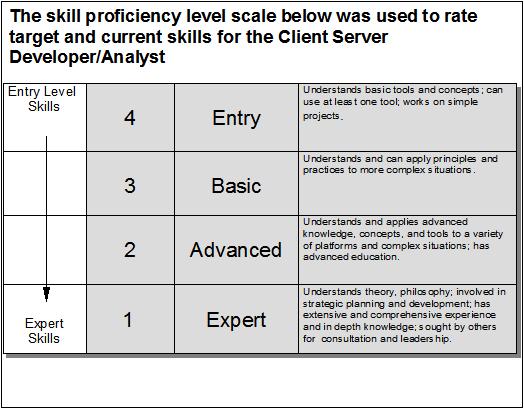 The skill proficiency level scale below was used to rate
target and current skills for the Client Server
Developer/Analyst
Entry Level
Skills
4
Entry
Understands basic tools and concepts; can
use at least one tool; works on simple
projects.
3
Basic
Understands and can apply principles and
practices to more complex situations.
2
Advanced
Understands and applies advanced
knowledge, concepts, and tools to a variety
of platforms and complex situations; has
advanced education.
Expert
Skills
1
Expert
Understands theory, philosophy; involved in
strategic planning and development; has
extensive and comprehensive experience
and in depth knowledge; sought by others
for consultation and leadership.